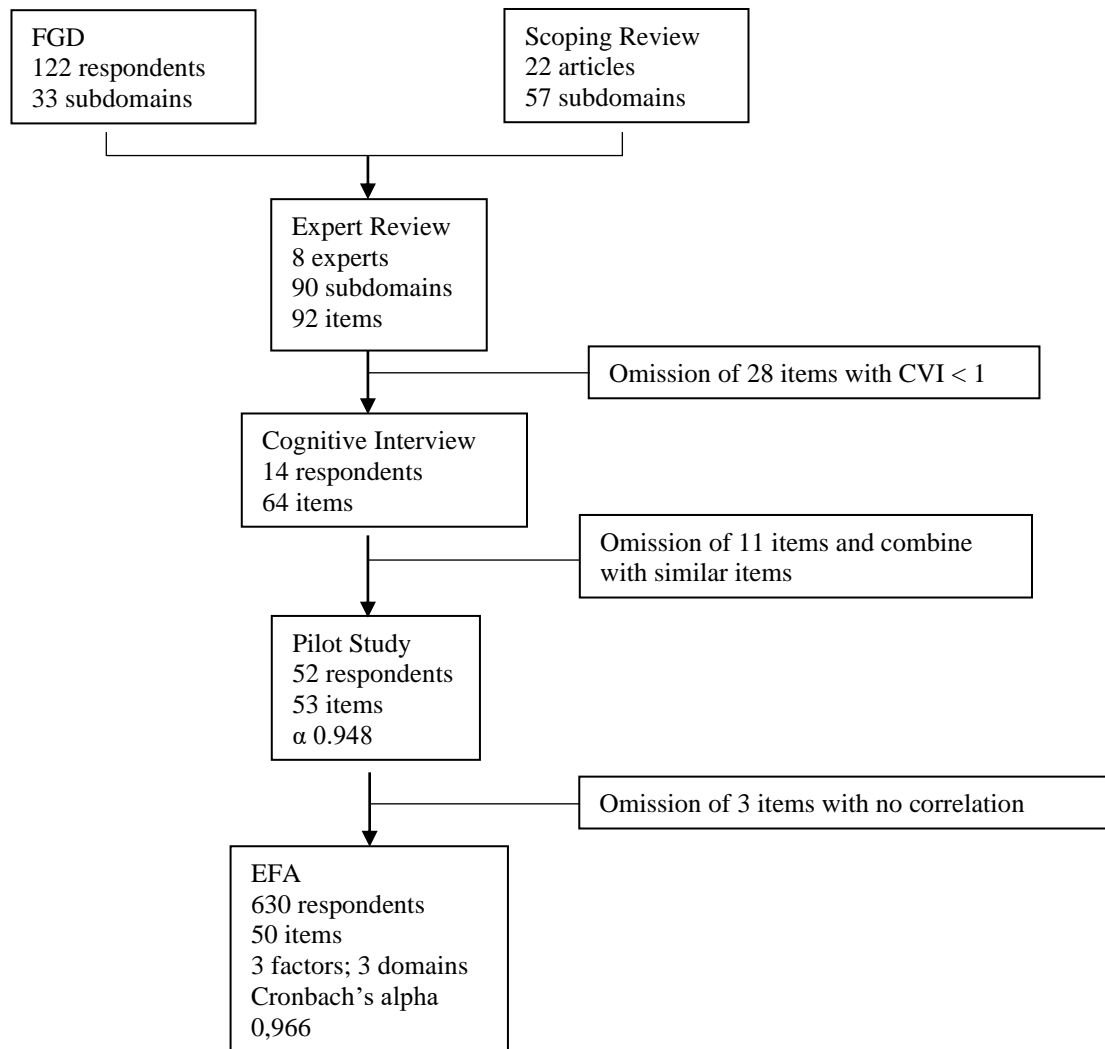 FGD
122 respondents
33 subdomains
Scoping Review
22 articles
57 subdomains
Expert Review
8 experts
90 subdomains
92 items
Omission of 28 items with CVI < 1
Cognitive Interview
14 respondents
64 items
Omission of 11 items and combine
with similar items
Pilot Study
52 respondents
53 items
α 0.948
Omission of 3 items with no correlation
EFA
630 respondents
50 items
3 factors; 3 domains
Cronbach’s alpha
0,966